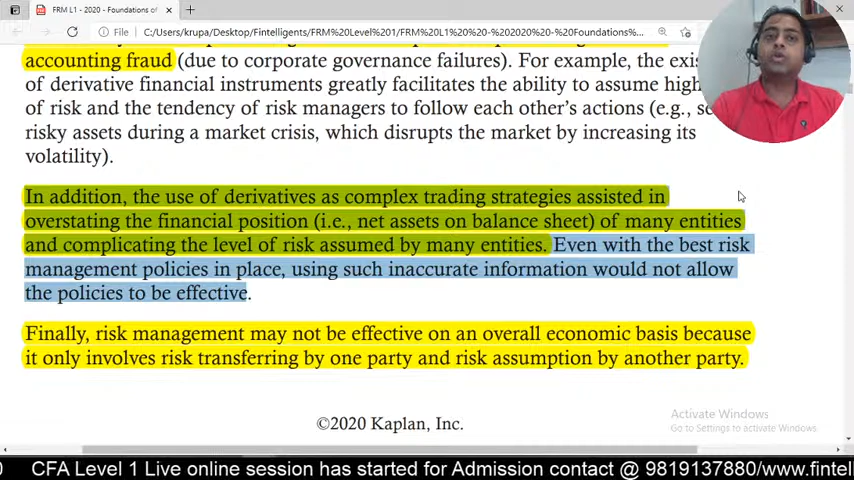 FRM L1 - 2020 - Foundations of
File
C:/Users/krupa/Desktop/Fintelligents/FRM%20Level%201/FRM%20L1%20%20-%202020%20-%20Foundations%...
accounting fraud (due to corporate governance failures). For example, the exis
of derivative financial instruments greatly facilitates the ability to assume high
of risk and the tendency of risk managers to follow each other's actions (e.g., se
risky assets during a market crisis, which disrupts the market by increasing its
volatility).
In addition, the use of derivatives as complex trading strategies assisted in
overstating the financial position (i.e., net assets on balance sheet) of many entities
and complicating the level of risk assumed by many entities. Even with the best risk
management policies in place, using such inaccurate information would not allow
the policies to be effective.
Finally, risk management may not be effective on an overall economic basis because
it only involves risk transferring by one party and risk assumption by another party.
©2020 Kaplan, Inc.
Activate Windows
Go to Settings to activate Windows.
0 CFA Level 1 Live online session has started for Admission contact @ 9819137880/www.fintel